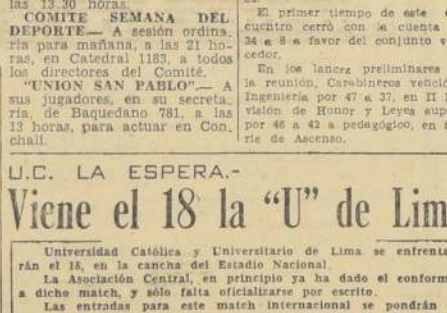 las 13.30 horas.
COMITE SEMANA DEL
DEPORTE.— A sesión ordina.
ria para mañana, a las 21 ho-
ras, en Catedral 1183, a todos
los directores del Comité.
"UNION SAN PABLO".— A
sus jugadores, en su secreta.
ría, de Baquedano 781, a las
13 horas, para actuar en Con.
chalí.
El primer tiempo de este
cuentro cerró con la cuenta
34 a 8 a favor del conjunto v
cedor.
En los lances preliminares
la reunión, Carabineros venció
Ingeniería por 47 a 37, en II
visión de Honor y Leyes sup
por 46 a 42 a pedagógico, en
rie de Ascenso.
U.C. LA ESPERA.-
Viene el 18 la "U" de Lim
Universidad Católica y Universitario de Lima se enfrenta
rán el 18, en la cancha del Estadio Nacional.
La Asociación Central, en principio ya ha dado el conform
a dicho match, y sólo falta oficializarse por escrito.
Las entradas para este match internacional se pondrán